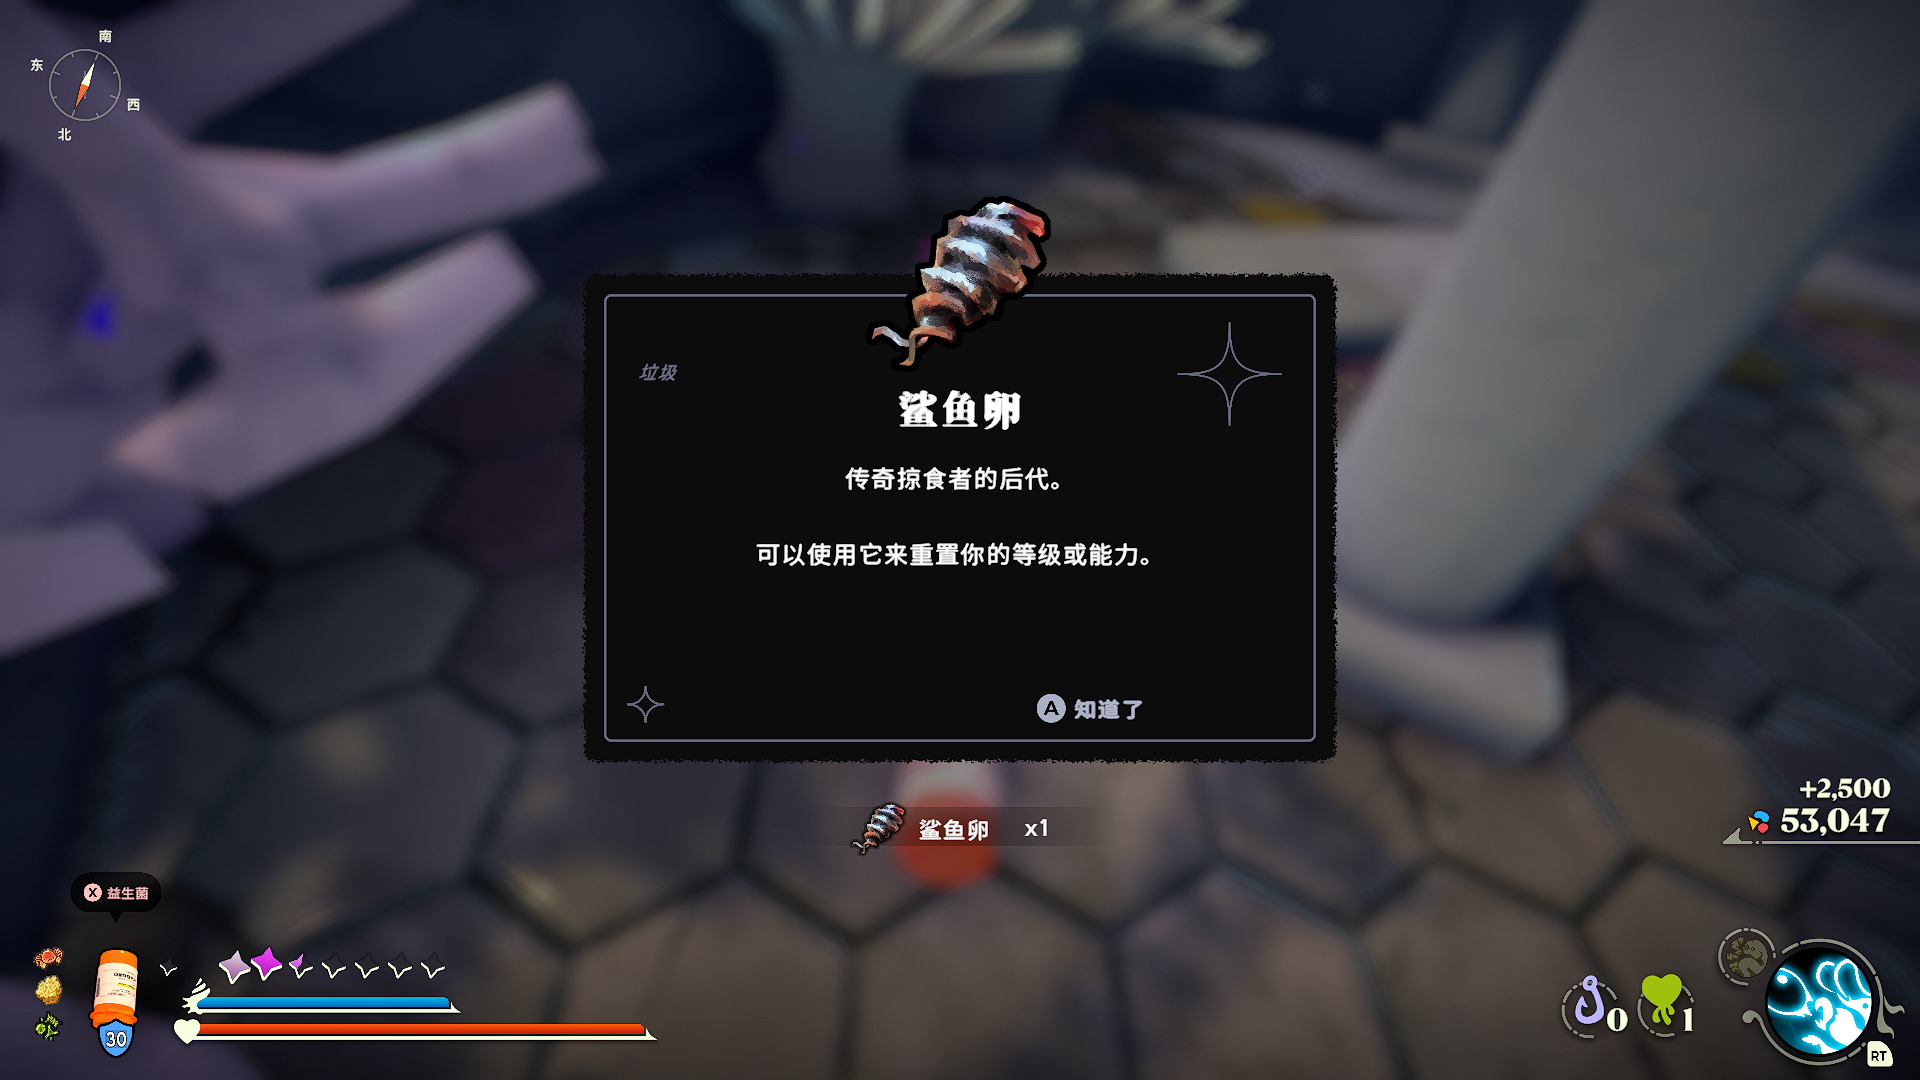 南
东
西
北
垃圾
鲨鱼卵
传奇掠食者的后代。
可以使用它来重置你的等级或能力。
A 知道了
鲨鱼卵 x1
+2,500
53,047
X 益生菌
30
0
1
RT